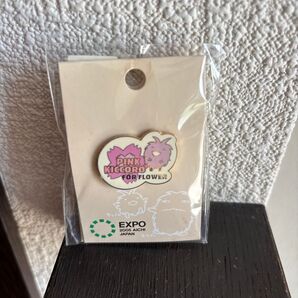 PINK
KICCORO
FOR FLOWER
EXPO
2005 AICHI
JAPAN